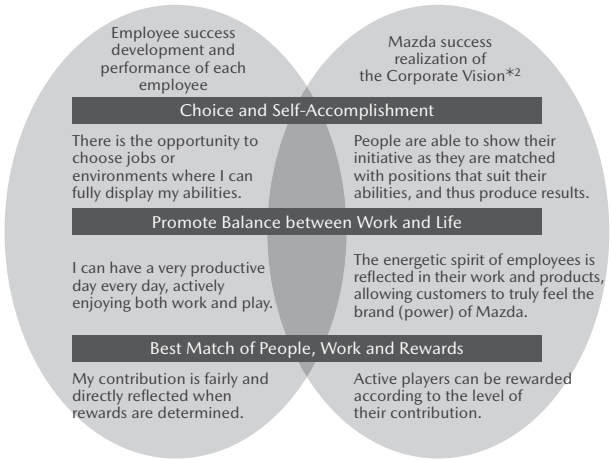 Employee success
development and
performance of each
employee
Mazda success
realization of
the Corporate Vision*2
Choice and Self-Accomplishment
There is the opportunity to
choose jobs or
environments where I can
fully display my abilities.
People are able to show their
initiative as they are matched
with positions that suit their
abilities, and thus produce results.
Promote Balance between Work and Life
I can have a very productive
day every day, actively
enjoying both work and play.
The energetic spirit of employees is
reflected in their work and products,
allowing customers to truly feel the
brand (power) of Mazda.
Best Match of People, Work and Rewards
My contribution is fairly and
directly reflected when
rewards are determined.
Active players can be rewarded
according to the level of
their contribution.